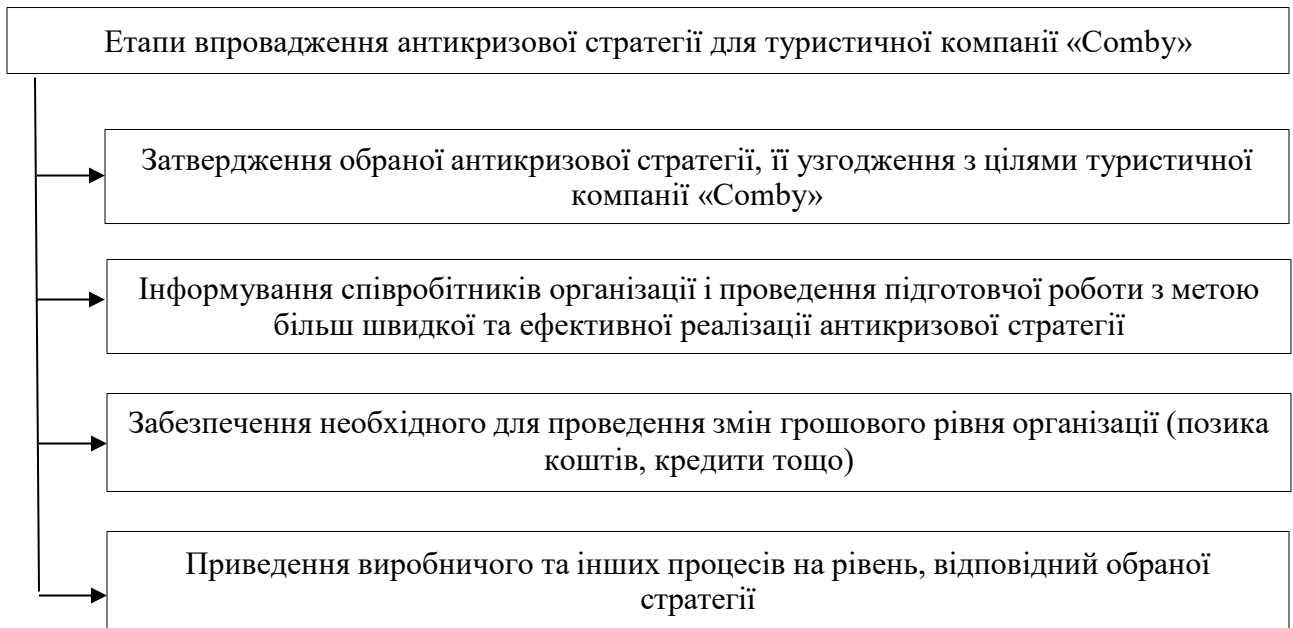 Етапи впровадження антикризової стратегії для туристичної компанії «Comby»
Затвердження обраної антикризової стратегії, її узгодження з цілями туристичної
компанії «Comby»
Інформування співробітників організації і проведення підготовчої роботи з метою
більш швидкої та ефективної реалізації антикризової стратегії
Забезпечення необхідного для проведення змін грошового рівня організації (позика
коштів, кредити тощо)
Приведення виробничого та інших процесів на рівень, відповідний обраної
стратегії